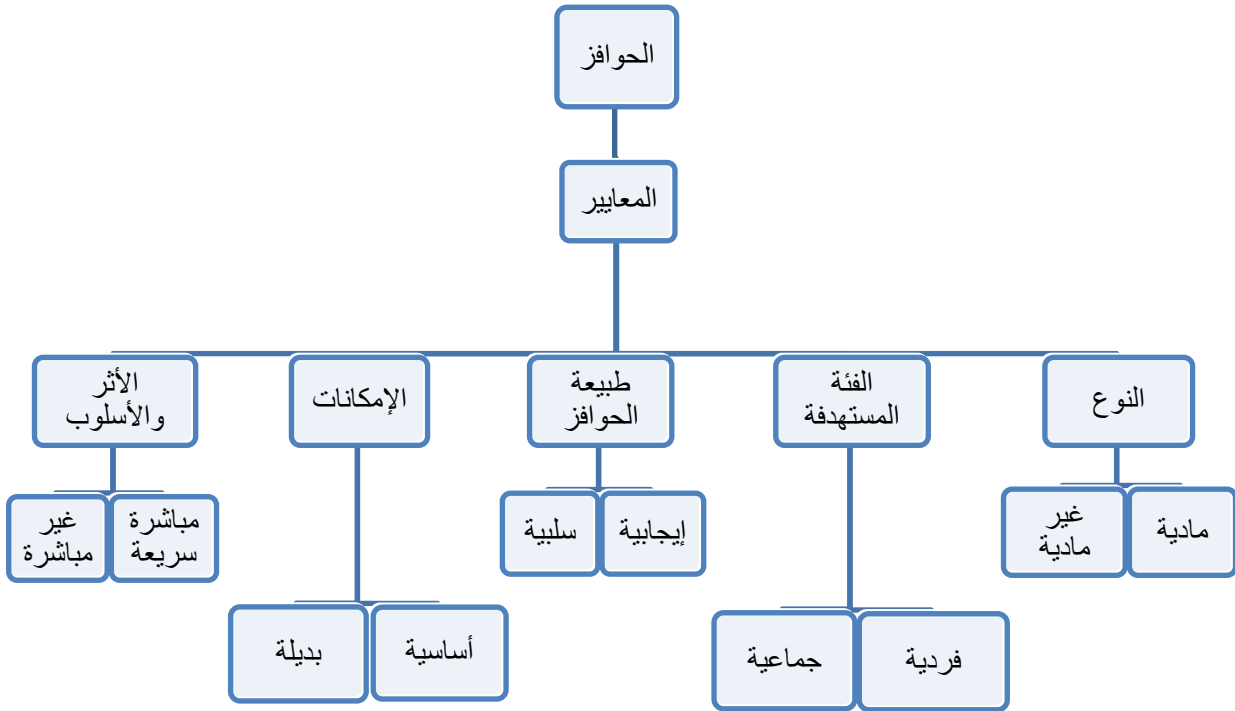 الحوافز
المعايير
النوع
الفئة
المستهدفة
طبيعة
الحوافز
الإمكانات
الأثر
والأسلوب
مادية
غير
مادية
إيجابية
سلبية
مباشرة
سريعة
غير
مباشرة
فردية
جماعية
أساسية
بديلة